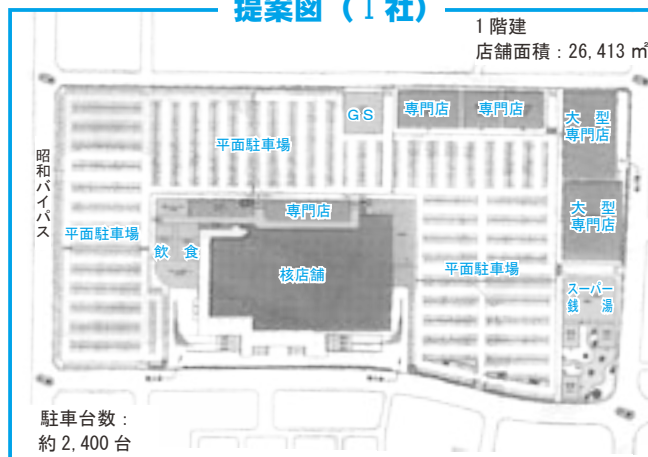 提案図（I社）
1階建
店舗面積：26,413㎡
GS
専門店
専門店
大型
専門店
平面駐車場
昭和バイパス
専門店
大型
専門店
平面駐車場
飲食
核店舗
平面駐車場
スーパー
銭湯
駐車台数：
約2,400台